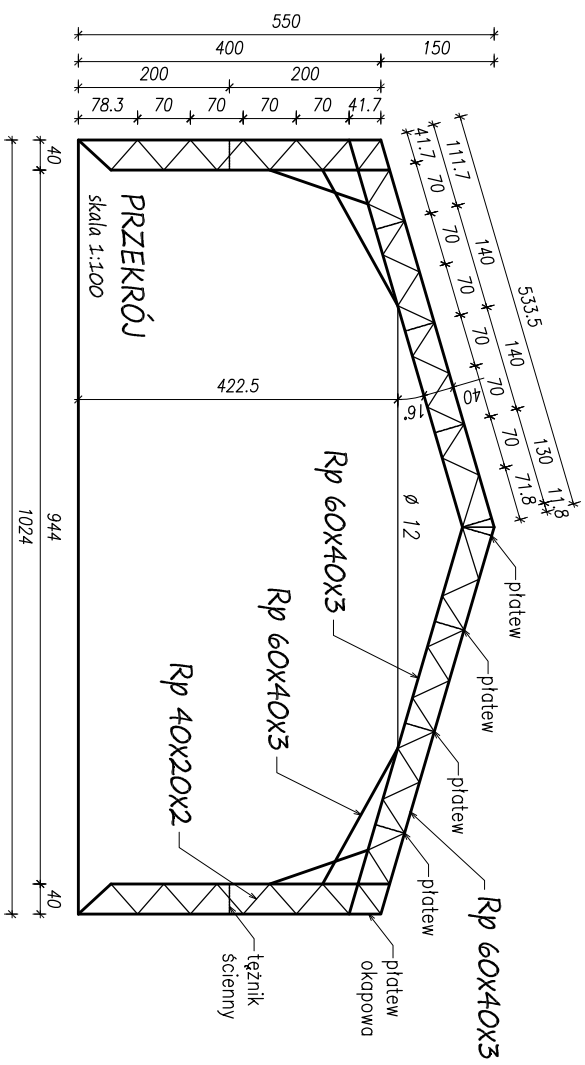 PRZEKRÓJ
skala 1:100
550
400
150
200
200
78.3
70
70
70
70
41.7
40
944
40
1024
533.5
111.7
140
140
130
11.8
41.7
70
70
70
70
70
70
71.8
40
16.
422.5
ø 12
Rp 60x40x3
Rp 60x40x3
Rp 40x20x2
Rp 60x40x3
płatew
płatew
płatew
płatew
płatew
okapowa
tężnik
ścienny